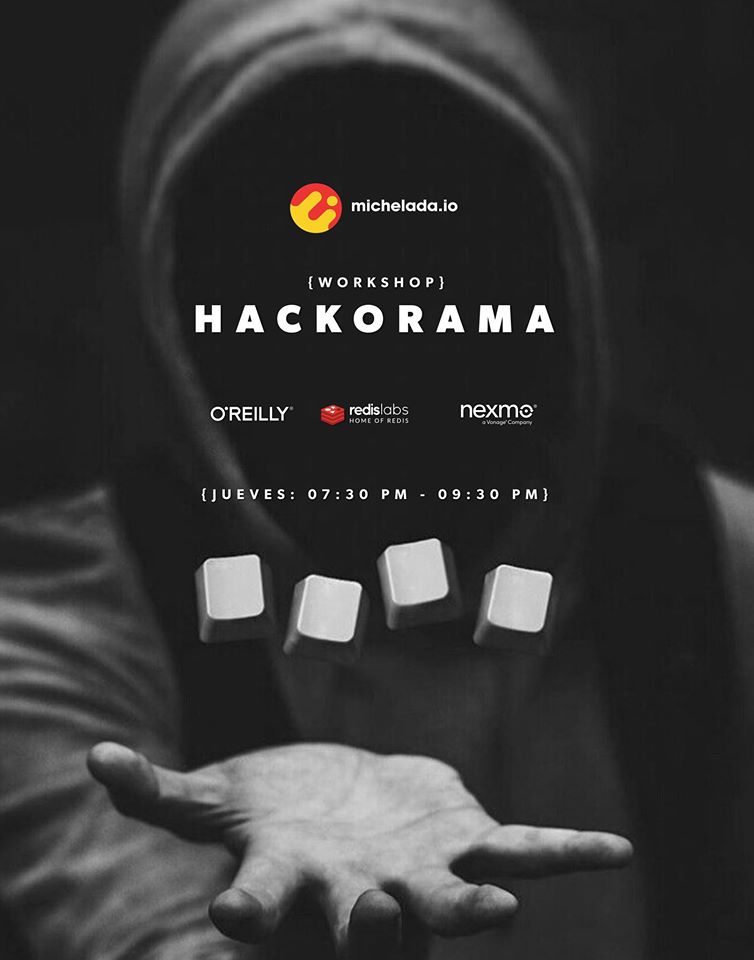 michelada.io
{WORKSHOP}
HACKORAMA
O'REILLY®
redislabs
HOME OF REDIS
nexmo®
a Vonage® Company
{JUEVES: 07:30 PM - 09:30 PM}